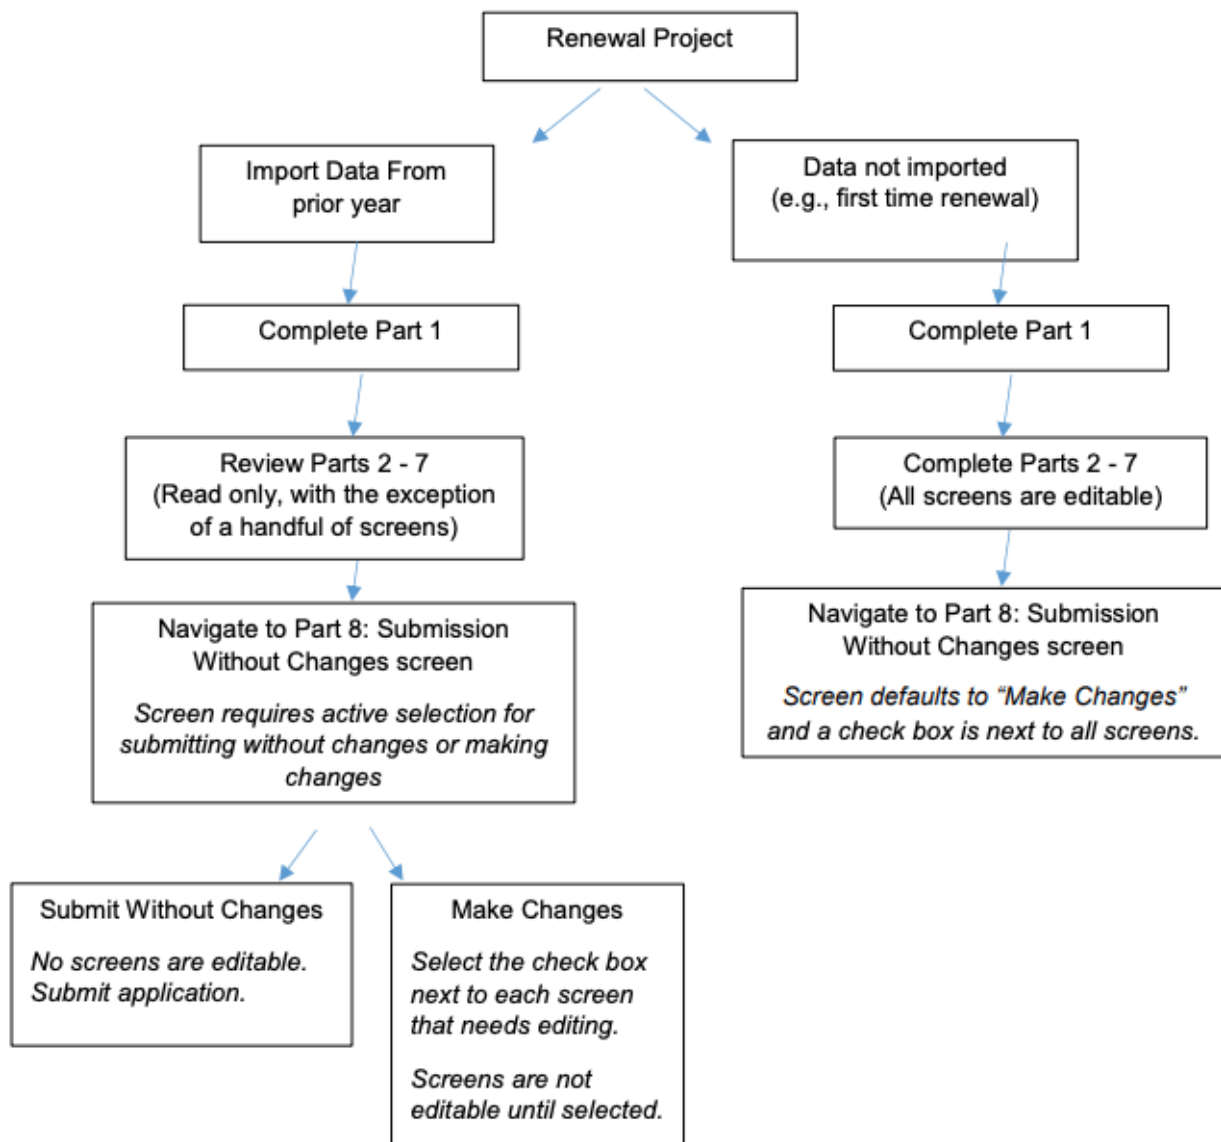 Renewal Project
Import Data From
prior year
Data not imported
(e.g., first time renewal)
Complete Part 1
Complete Part 1
Review Parts 2 - 7
(Read only, with the exception
of a handful of screens)
Complete Parts 2 - 7
(All screens are editable)
Navigate to Part 8: Submission
Without Changes screen
Screen requires active selection for
submitting without changes or making
changes
Navigate to Part 8: Submission
Without Changes screen
Screen defaults to “Make Changes”
and a check box is next to all screens.
Submit Without Changes
No screens are editable.
Submit application.
Make Changes
Select the check box
next to each screen
that needs editing.
Screens are not
editable until selected.